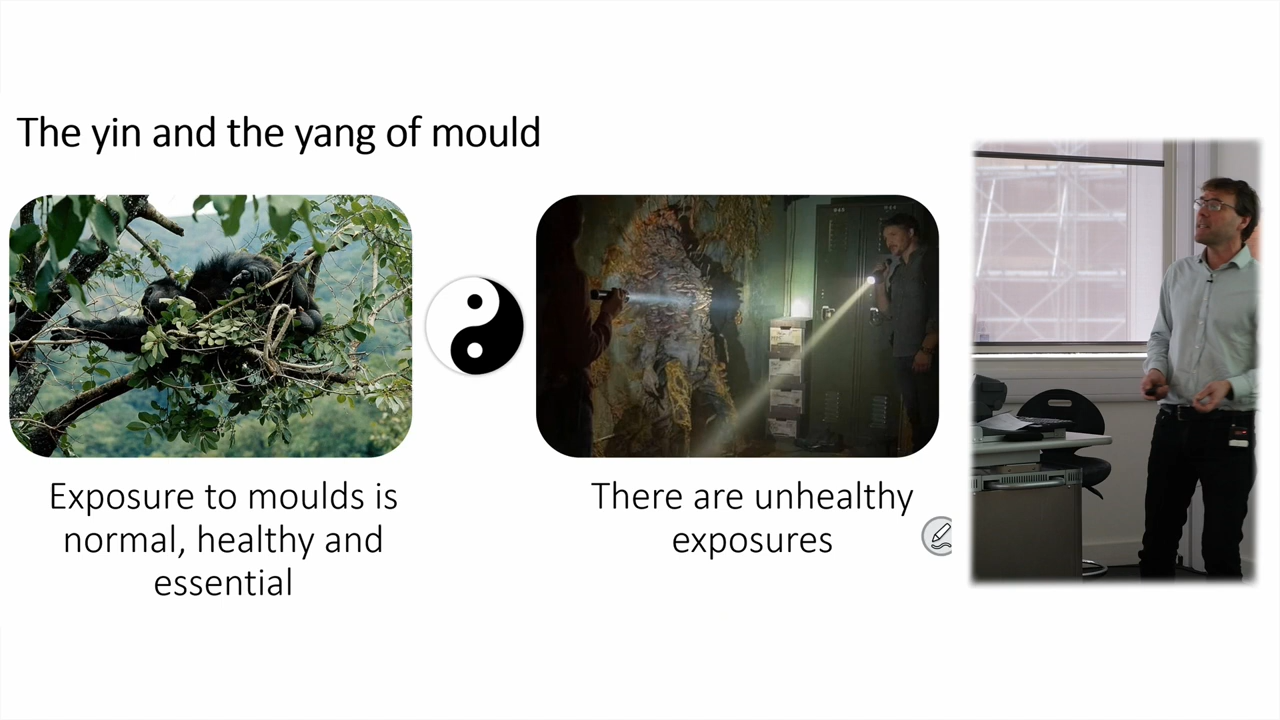 The yin and the yang of mould
Exposure to moulds is
normal, healthy and
essential
There are unhealthy
exposures